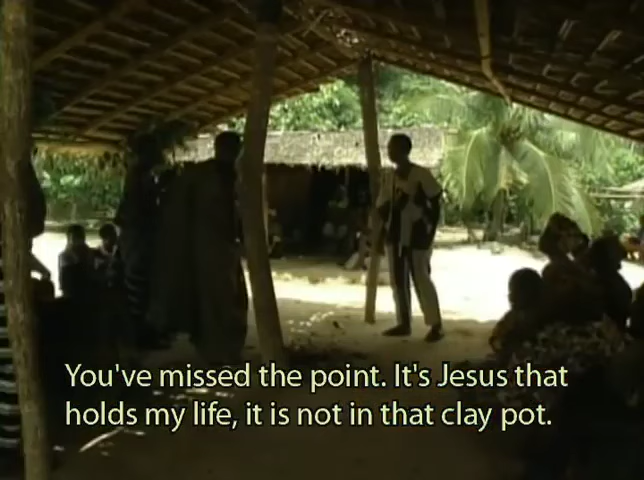 You've missed the point. It's Jesus that
holds my life, it is not in that clay pot.